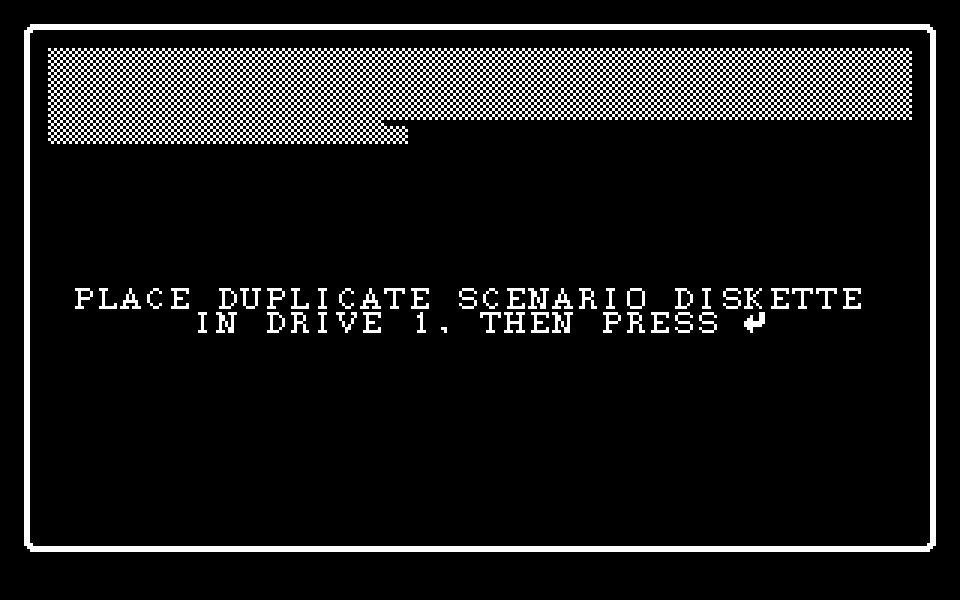 PLACE DUPLICATE SCENARIO DISKETTE
IN DRIVE 1, THEN PRESS ↵